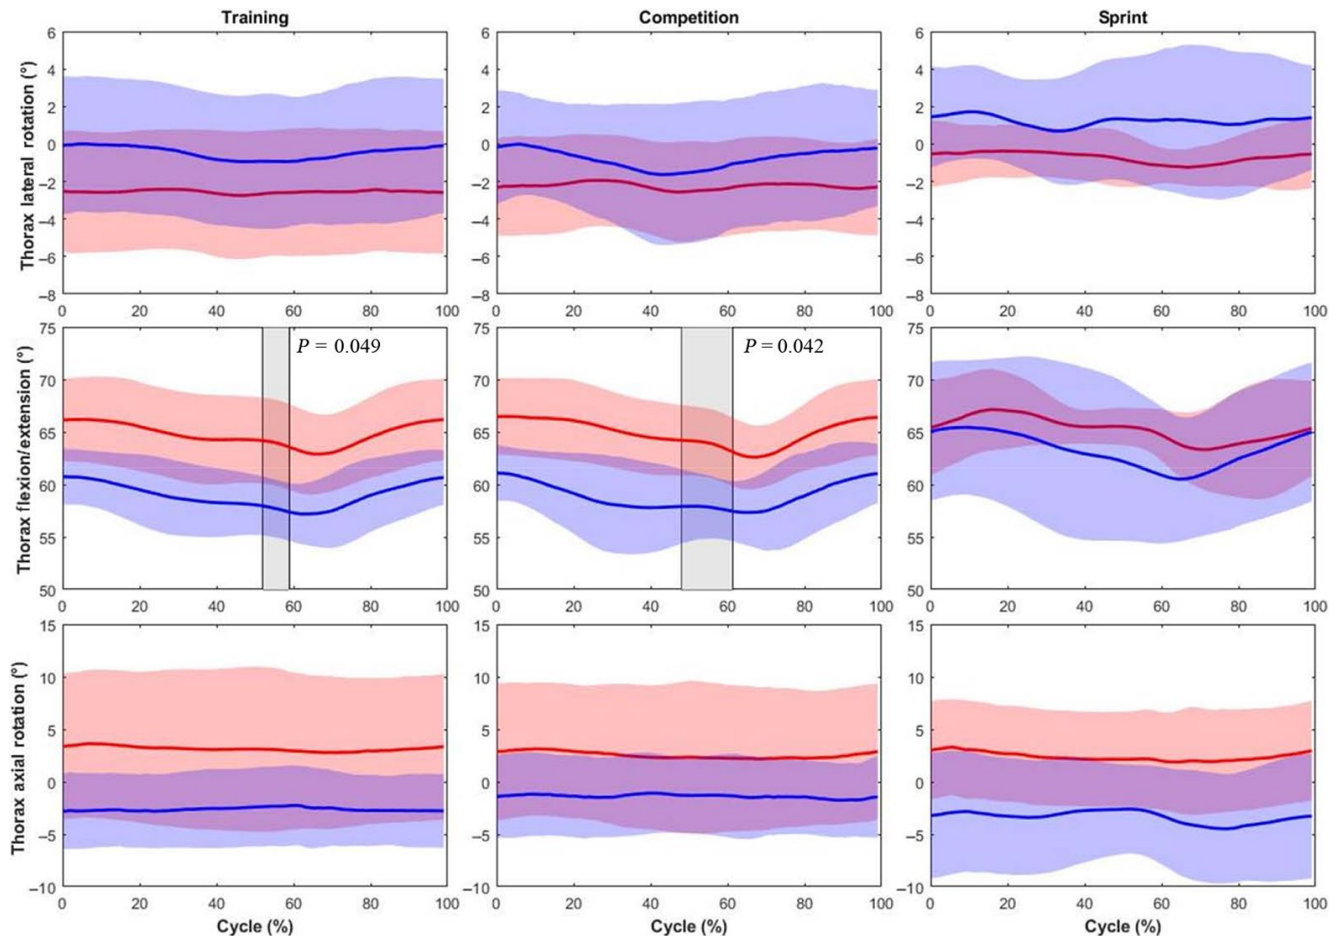 Training Competition Sprint
Thorax lateral rotation (°)
6 6 6
4 4 4
2 2 2
0 0 0
–2 –2 –2
–4 –4 –4
–6 –6 –6
–8 –8 –8
0 20 40 60 80 100 0 20 40 60 80 100 0 20 40 60 80 100
Thorax flexion/extension (°)
75 75 75
P = 0.049 P = 0.042
70 70 70
65 65 65
60 60 60
55 55 55
50 50 50
0 20 40 60 80 100 0 20 40 60 80 100 0 20 40 60 80 100
Thorax axial rotation (°)
15 15 15
10 10 10
5 5 5
0 0 0
–5 –5 –5
–10 –10 –10
0 20 40 60 80 100 0 20 40 60 80 100 0 20 40 60 80 100
Cycle (%) Cycle (%) Cycle (%)